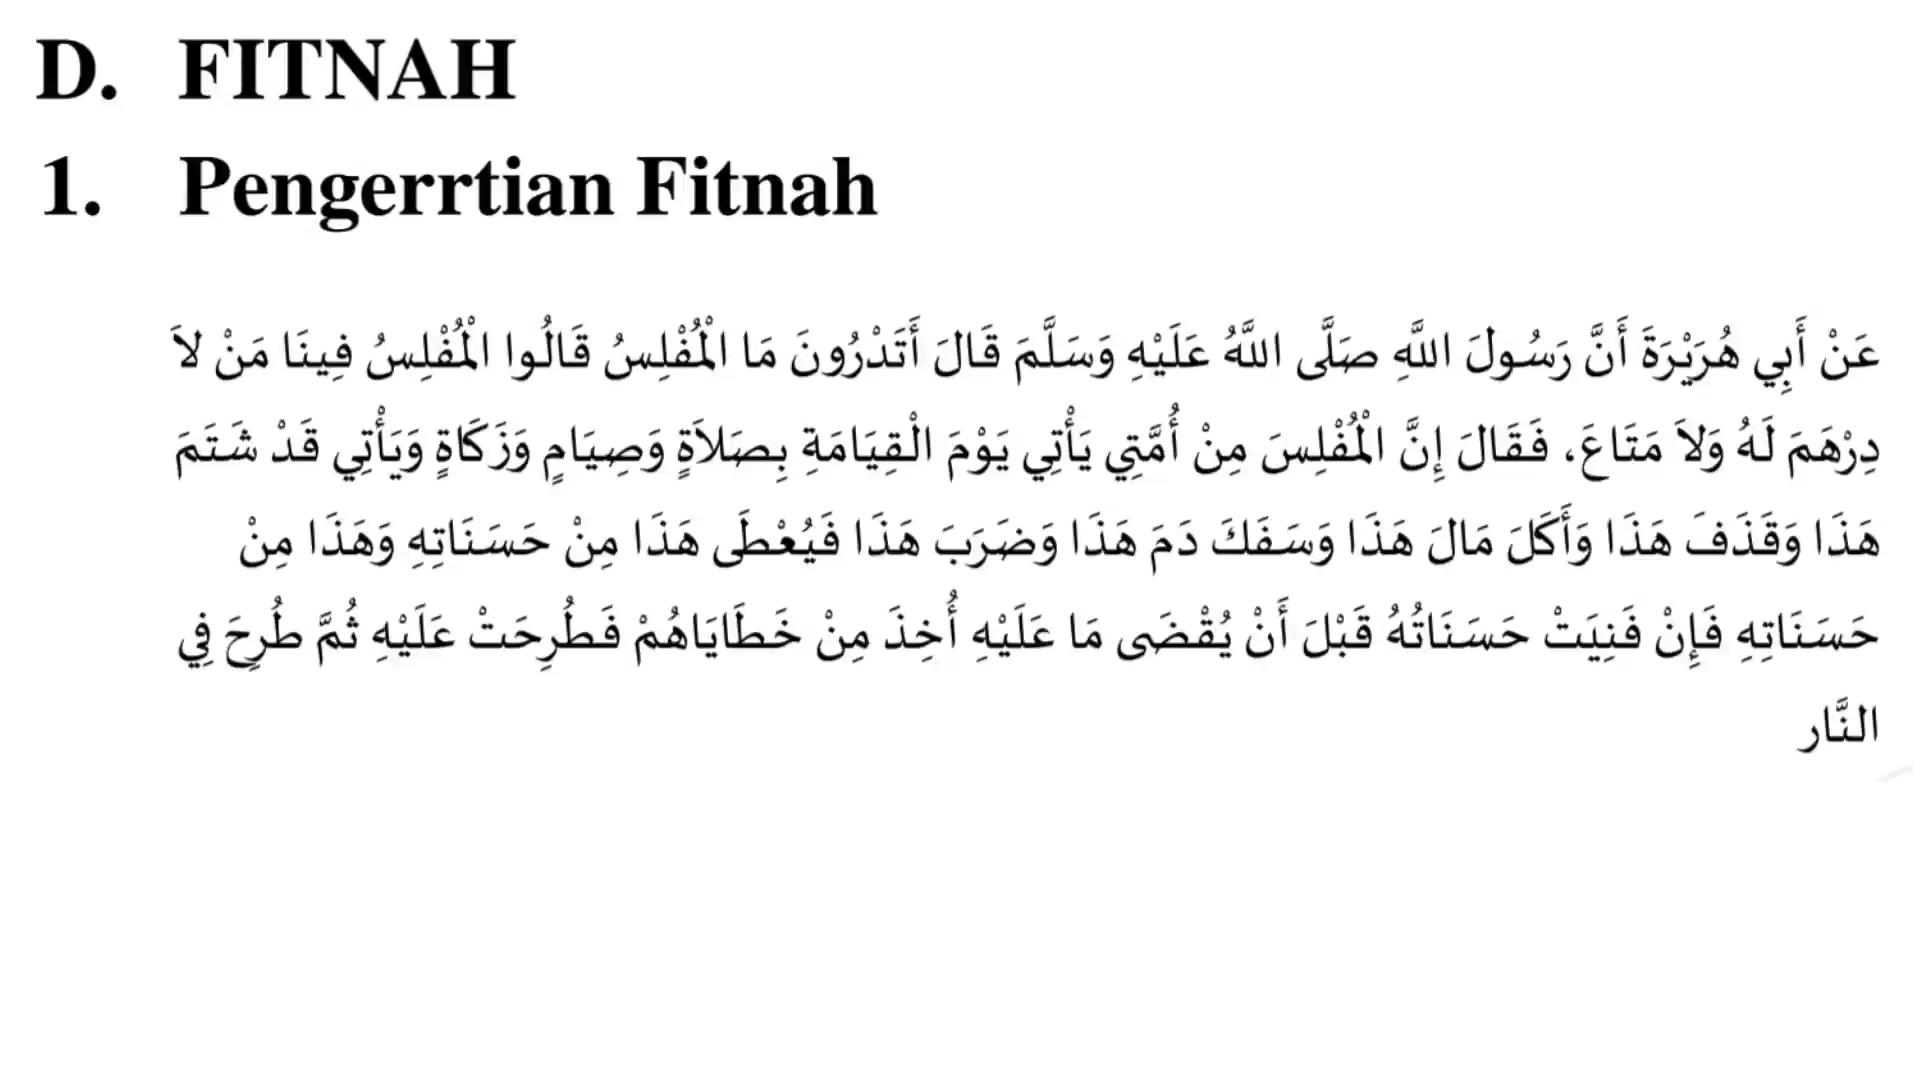 D. FITNAH
1. Pengerrtian Fitnah
عَنْ أَبِي هُرَيْرَةَ أَنَّ رَسُولَ اللَّهِ صَلَّى اللَّهُ عَلَيْهِ وَسَلَّمَ قَالَ أَتَدْرُونَ مَا الْمُفْلِسُ قَالُوا الْمُفْلِسُ فِينَا مَنْ لاَ
دِرْهَمَ لَهُ وَلاَ مَتَاعَ، فَقَالَ إِنَّ الْمُفْلِسَ مِنْ أُمَّتِي يَأْتِي يَوْمَ الْقِيَامَةِ بِصَلاَةٍ وَصِيَامٍ وَزَكَاةٍ وَيَأْتِي قَدْ شَتَمَ
هَذَا وَقَذَفَ هَذَا وَأَكَلَ مَالَ هَذَا وَسَفَكَ دَمَ هَذَا وَضَرَبَ هَذَا فَيُعْطَى هَذَا مِنْ حَسَنَاتِهِ وَهَذَا مِنْ
حَسَنَاتِهِ فَإِنْ فَنِيَتْ حَسَنَاتُهُ قَبْلَ أَنْ يُقْضَى مَا عَلَيْهِ أُخِذَ مِنْ خَطَايَاهُمْ فَطُرِحَتْ عَلَيْهِ ثُمَّ طُرِحَ فِي
النَّار